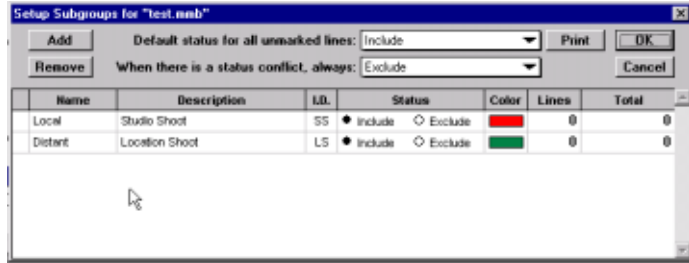 Setup Subgroups for "test.mmb"
Add Default status for all unmarked lines: Include Print OK
Remove When there is a status conflict, always: Exclude Cancel
Name Description I.D. Status Color Lines Total
Local Studio Shoot SS Include Exclude 0 0
Distant Location Shoot LS Include Exclude 0 0